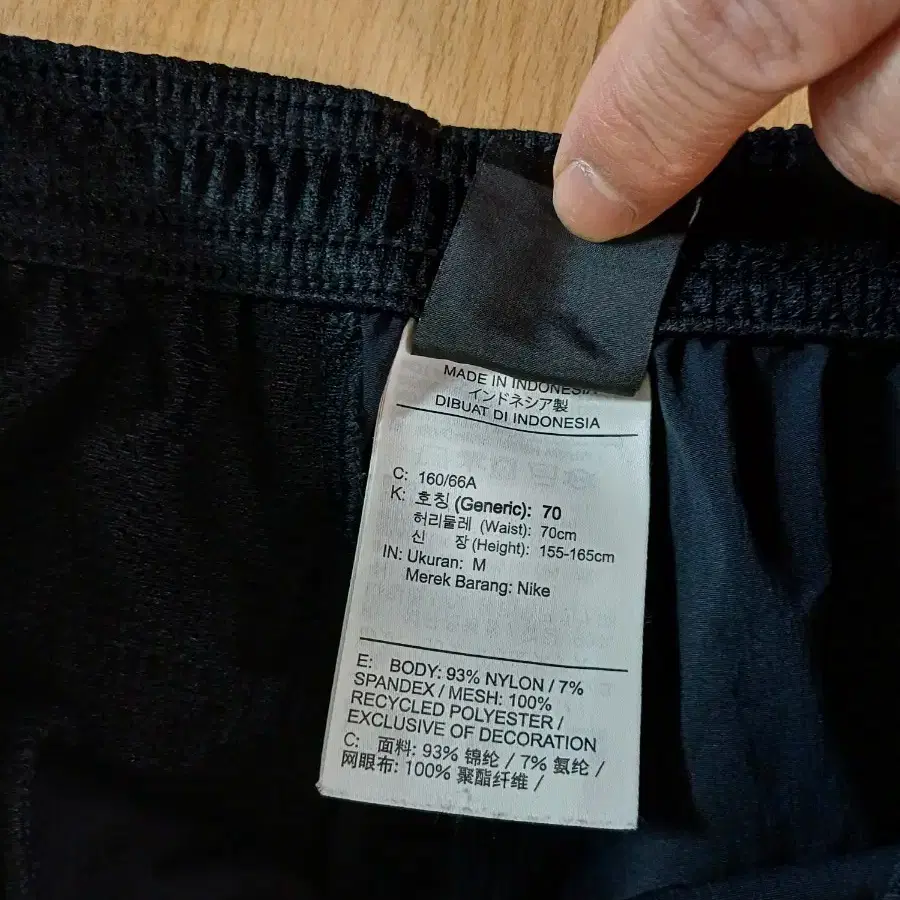 MADE IN INDONESIA
インドネシア製
DIBUAT DI INDONESIA
C: 160/66A
K: 호칭 (Generic): 70
허리둘레 (Waist): 70cm
신 장 (Height): 155-165cm
IN: Ukuran: M
Merek Barang: Nike
E: BODY: 93% NYLON / 7%
SPANDEX / MESH: 100%
RECYCLED POLYESTER /
EXCLUSIVE OF DECORATION
C: 面料: 93% 锦纶 / 7% 氨纶 /
网眼布: 100% 聚酯纤维 /